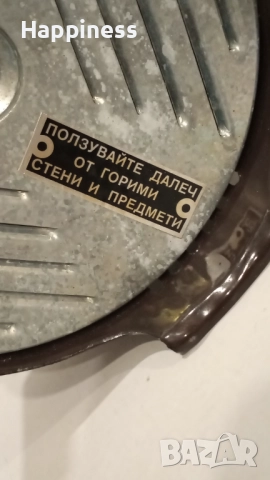 Happiness
ПОЛЗУВАЙТЕ ДАЛЕЧ
ОТ ГОРИМИ
СТЕНИ И ПРЕДМЕТИ
BAZAR